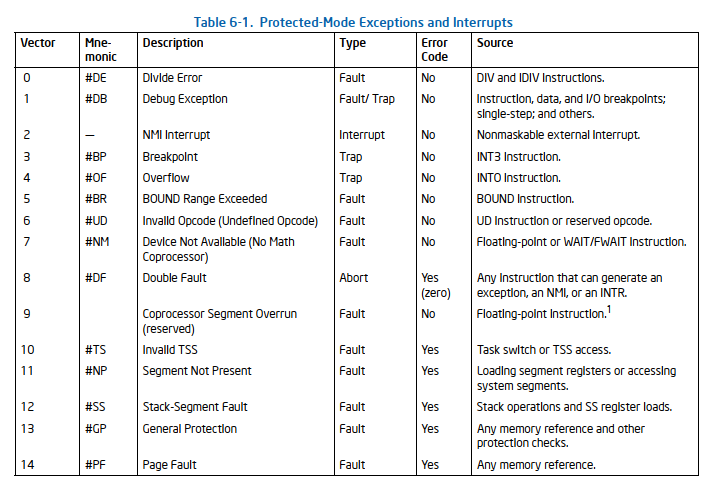 Table 6-1. Protected-Mode Exceptions and Interrupts
Vector Mne-monic Description Type Error Code Source
0 #DE Divide Error Fault No DIV and IDIV instructions.
1 #DB Debug Exception Fault/ Trap No Instruction, data, and I/O breakpoints;
single-step; and others.
2 — NMI Interrupt Interrupt No Nonmaskable external interrupt.
3 #BP Breakpoint Trap No INT3 instruction.
4 #OF Overflow Trap No INTO instruction.
5 #BR BOUND Range Exceeded Fault No BOUND instruction.
6 #UD Invalid Opcode (Undefined Opcode) Fault No UD instruction or reserved opcode.
7 #NM Device Not Available (No Math Fault No Floating-point or WAIT/FWAIT instruction.
Coprocessor)
8 #DF Double Fault Abort Yes Any instruction that can generate an
(zero) exception, an NMI, or an INTR.
9 Coprocessor Segment Overrun Fault No Floating-point instruction.1
(reserved)
10 #TS Invalid TSS Fault Yes Task switch or TSS access.
11 #NP Segment Not Present Fault Yes Loading segment registers or accessing
system segments.
12 #SS Stack-Segment Fault Fault Yes Stack operations and SS register loads.
13 #GP General Protection Fault Yes Any memory reference and other
protection checks.
14 #PF Page Fault Fault Yes Any memory reference.